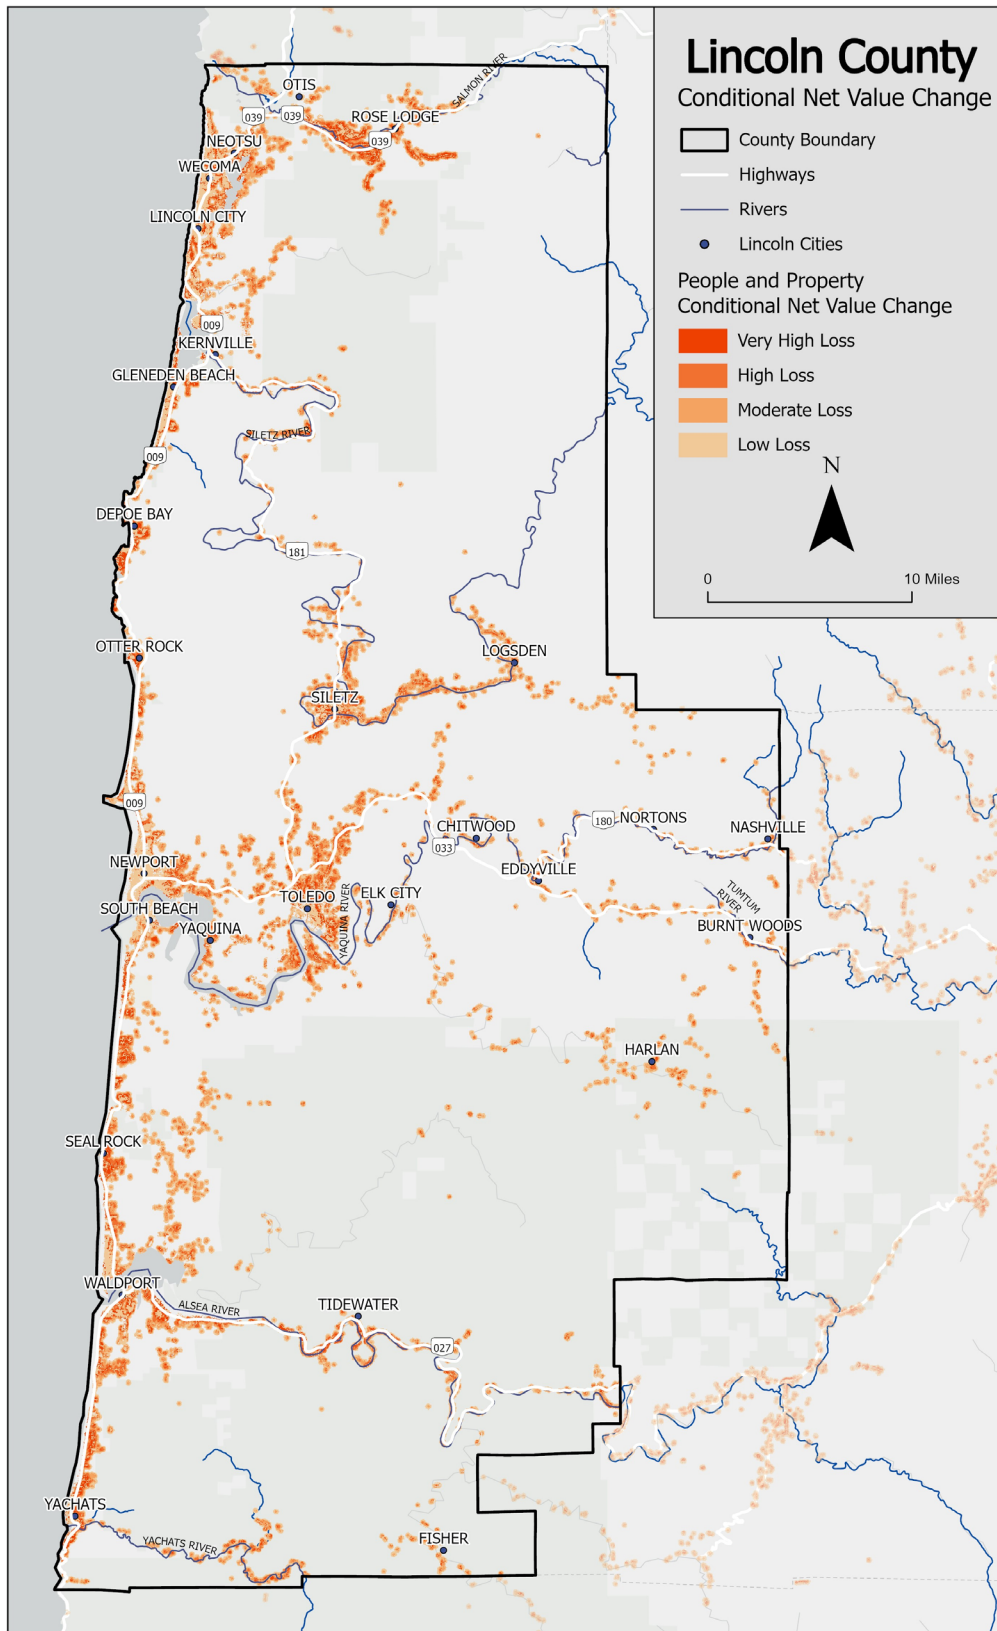 Lincoln County
Conditional Net Value Change
County Boundary
Highways
Rivers
Lincoln Cities
People and Property
Conditional Net Value Change
Very High Loss
High Loss
Moderate Loss
Low Loss
N
0 10 Miles
OTIS
SALMON RIVER
039
039
ROSE LODGE
039
NEOTSU
WECOMA
LINCOLN CITY
009
KERNVILLE
GLENEDEN BEACH
SILETZ RIVER
009
DEPOE BAY
181
OTTER ROCK
LOGSDEN
SILETZ
009
180
NORTONS
CHITWOOD
NASHVILLE
033
NEWPORT
EDDYVILLE
TOLEDO
ELK CITY
TUMTUM
RIVER
SOUTH BEACH
YAQUINA RIVER
YAQUINA
BURNT WOODS
HARLAN
SEAL ROCK
WALDPORT
ALSEA RIVER
TIDEWATER
027
YACHATS
YACHATS RIVER
FISHER